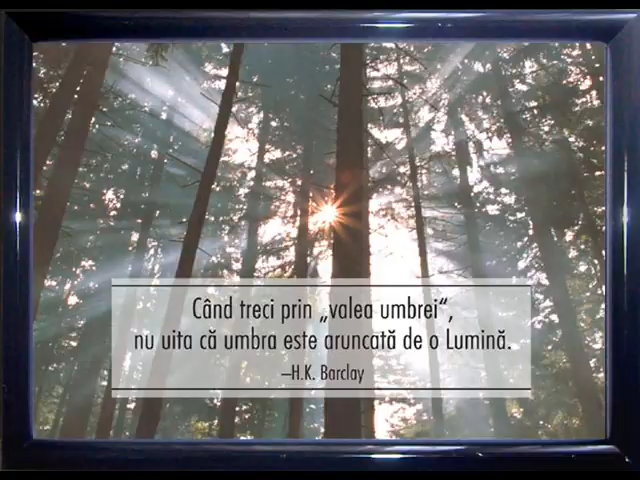 Când treci prin „valea umbrei“,
nu uita că umbra este aruncată de o Lumină.
–H.K. Barclay